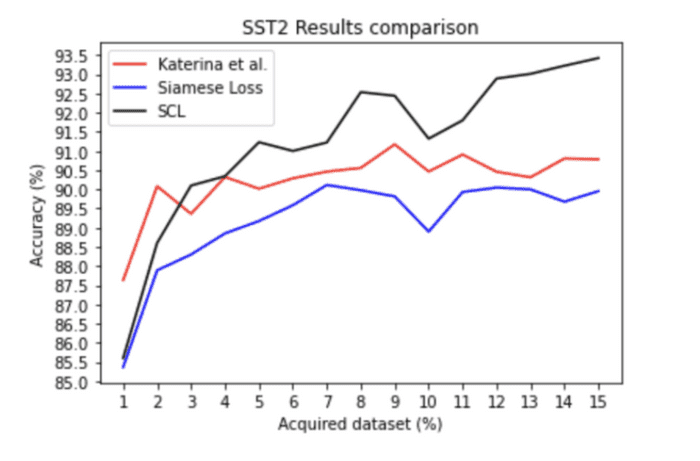 SST2 Results comparison
93.5
93.0
92.5
92.0
91.5
91.0
90.5
90.0
89.5
89.0
88.5
88.0
87.5
87.0
86.5
86.0
85.5
85.0
Accuracy (%)
Katerina et al.
Siamese Loss
SCL
1 2 3 4 5 6 7 8 9 10 11 12 13 14 15
Acquired dataset (%)